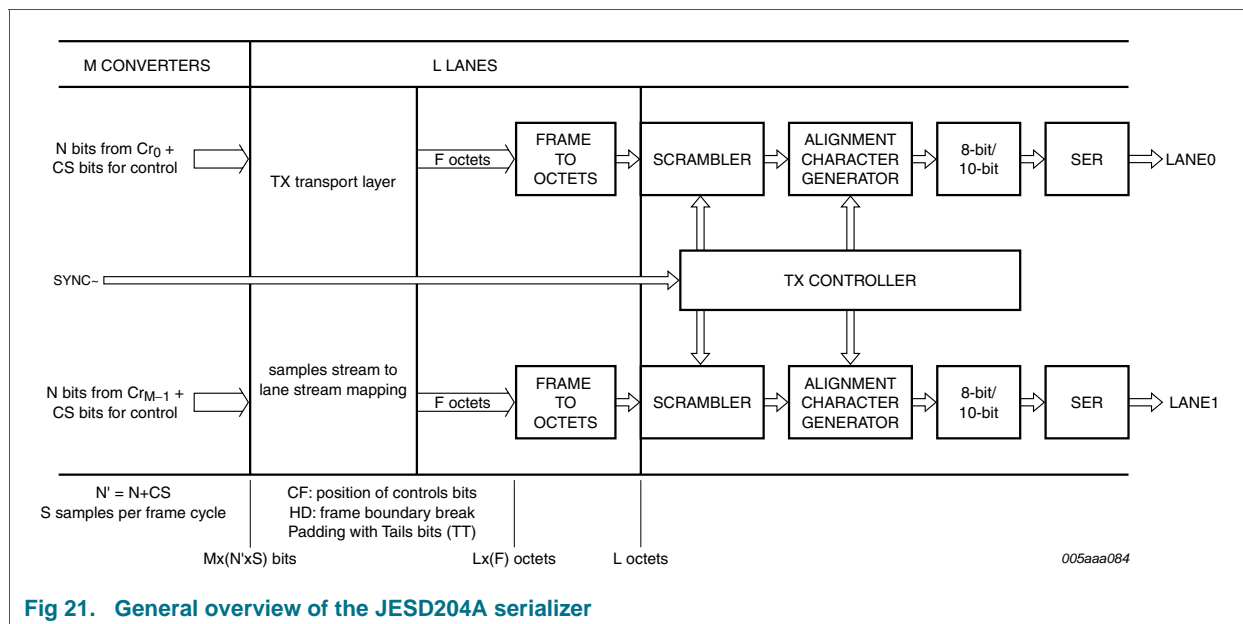 M CONVERTERS
L LANES
N bits from Cr0 +
CS bits for control
TX transport layer
F octets
FRAME
TO
OCTETS
SCRAMBLER
ALIGNMENT
CHARACTER
GENERATOR
8-bit/
10-bit
SER
LANE0
SYNC~
TX CONTROLLER
N bits from CrM−1 +
CS bits for control
samples stream to
lane stream mapping
F octets
FRAME
TO
OCTETS
SCRAMBLER
ALIGNMENT
CHARACTER
GENERATOR
8-bit/
10-bit
SER
LANE1
N' = N+CS
S samples per frame cycle
CF: position of controls bits
HD: frame boundary break
Padding with Tails bits (TT)
Mx(N'xS) bits
Lx(F) octets
L octets
005aaa084
Fig 21. General overview of the JESD204A serializer